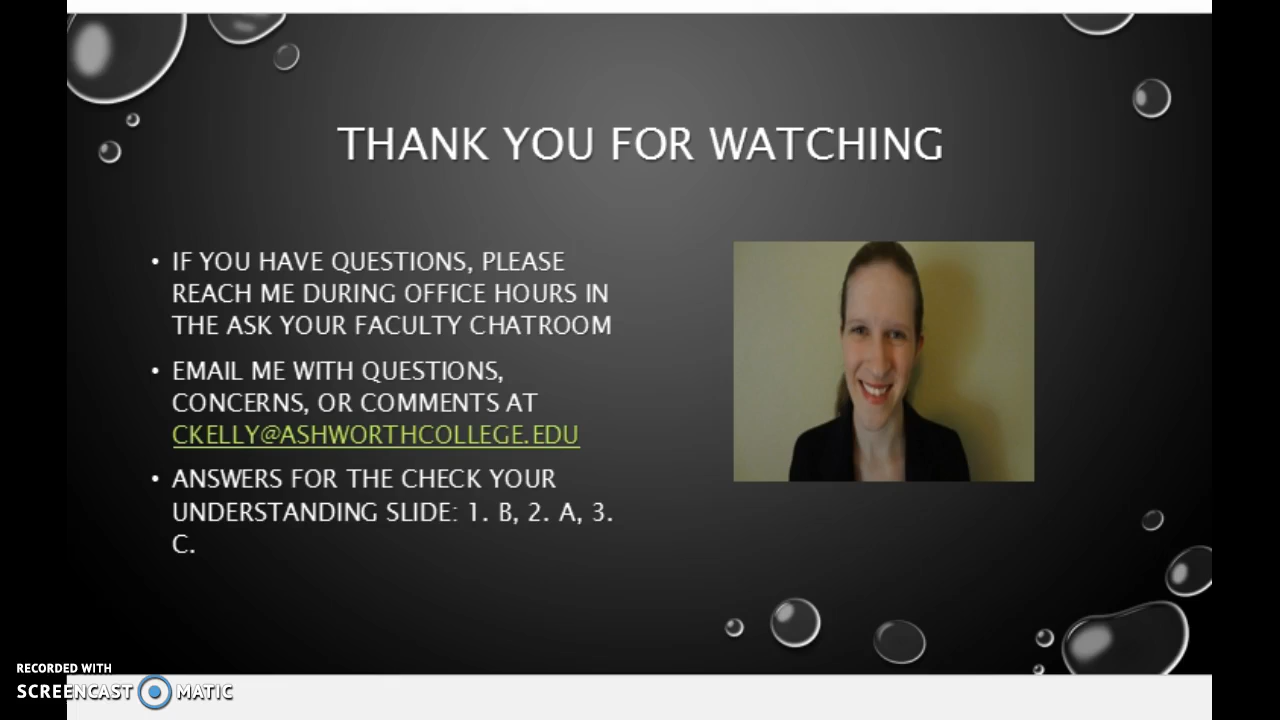 THANK YOU FOR WATCHING
• IF YOU HAVE QUESTIONS, PLEASE
REACH ME DURING OFFICE HOURS IN
THE ASK YOUR FACULTY CHATROOM
• EMAIL ME WITH QUESTIONS,
CONCERNS, OR COMMENTS AT
CKELLY@ASHWORTHCOLLEGE.EDU
• ANSWERS FOR THE CHECK YOUR
UNDERSTANDING SLIDE: 1. B, 2. A, 3.
C.
RECORDED WITH
SCREENCAST MATIC